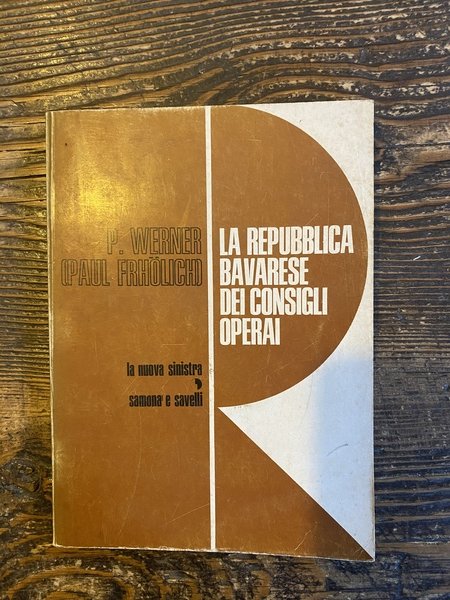 P. WERNER
(PAUL FRHÖLICH)
LA REPUBBLICA
BAVARESE
DEI CONSIGLI
OPERAI
la nuova sinistra
samonà e savelli